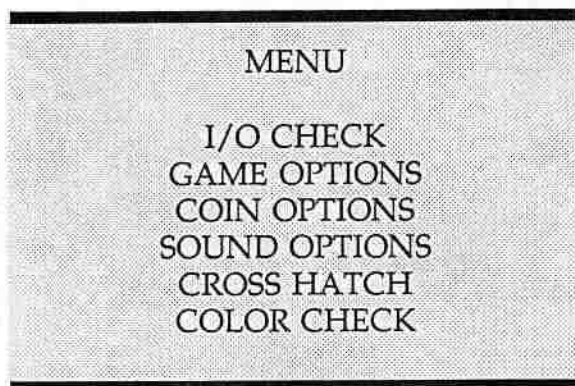 MENU
I/O CHECK
GAME OPTIONS
COIN OPTIONS
SOUND OPTIONS
CROSS HATCH
COLOR CHECK